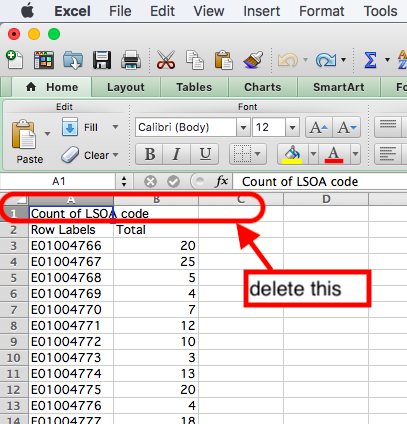 Excel File Edit View Insert Format Tools
Home Layout Tables Charts SmartArt Fo
Edit Font
Paste Fill Clear Calibri (Body) 12 A A
B I U A
A1 fx Count of LSOA code
A B C D
1 Count of LSOA code
2 Row Labels Total
3 E01004766 20
4 E01004767 25
5 E01004768 5
6 E01004769 4
7 E01004770 7
8 E01004771 12
9 E01004772 10
10 E01004773 3
11 E01004774 13
12 E01004775 20
13 E01004776 4
14 E01004777 18
delete this